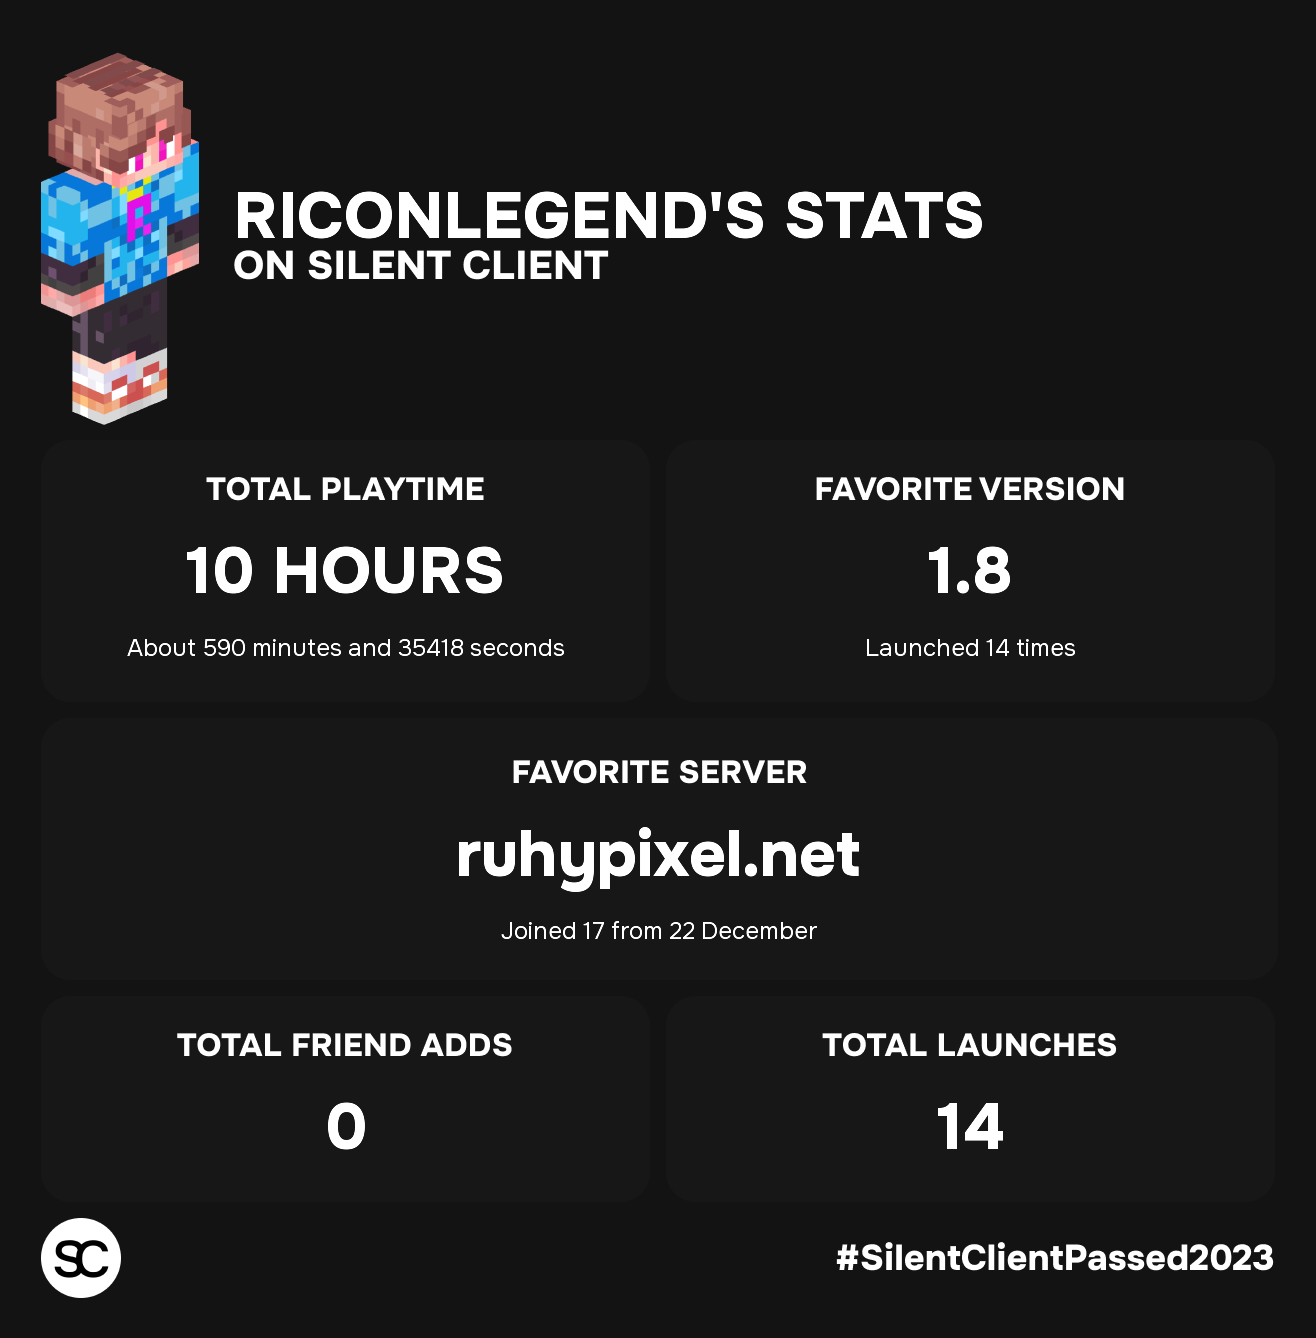 RICONLEGEND'S STATS
ON SILENT CLIENT
TOTAL PLAYTIME
10 HOURS
About 590 minutes and 35418 seconds
FAVORITE VERSION
1.8
Launched 14 times
FAVORITE SERVER
ruhypixel.net
Joined 17 from 22 December
TOTAL FRIEND ADDS
0
TOTAL LAUNCHES
14
SC
#SilentClientPassed2023